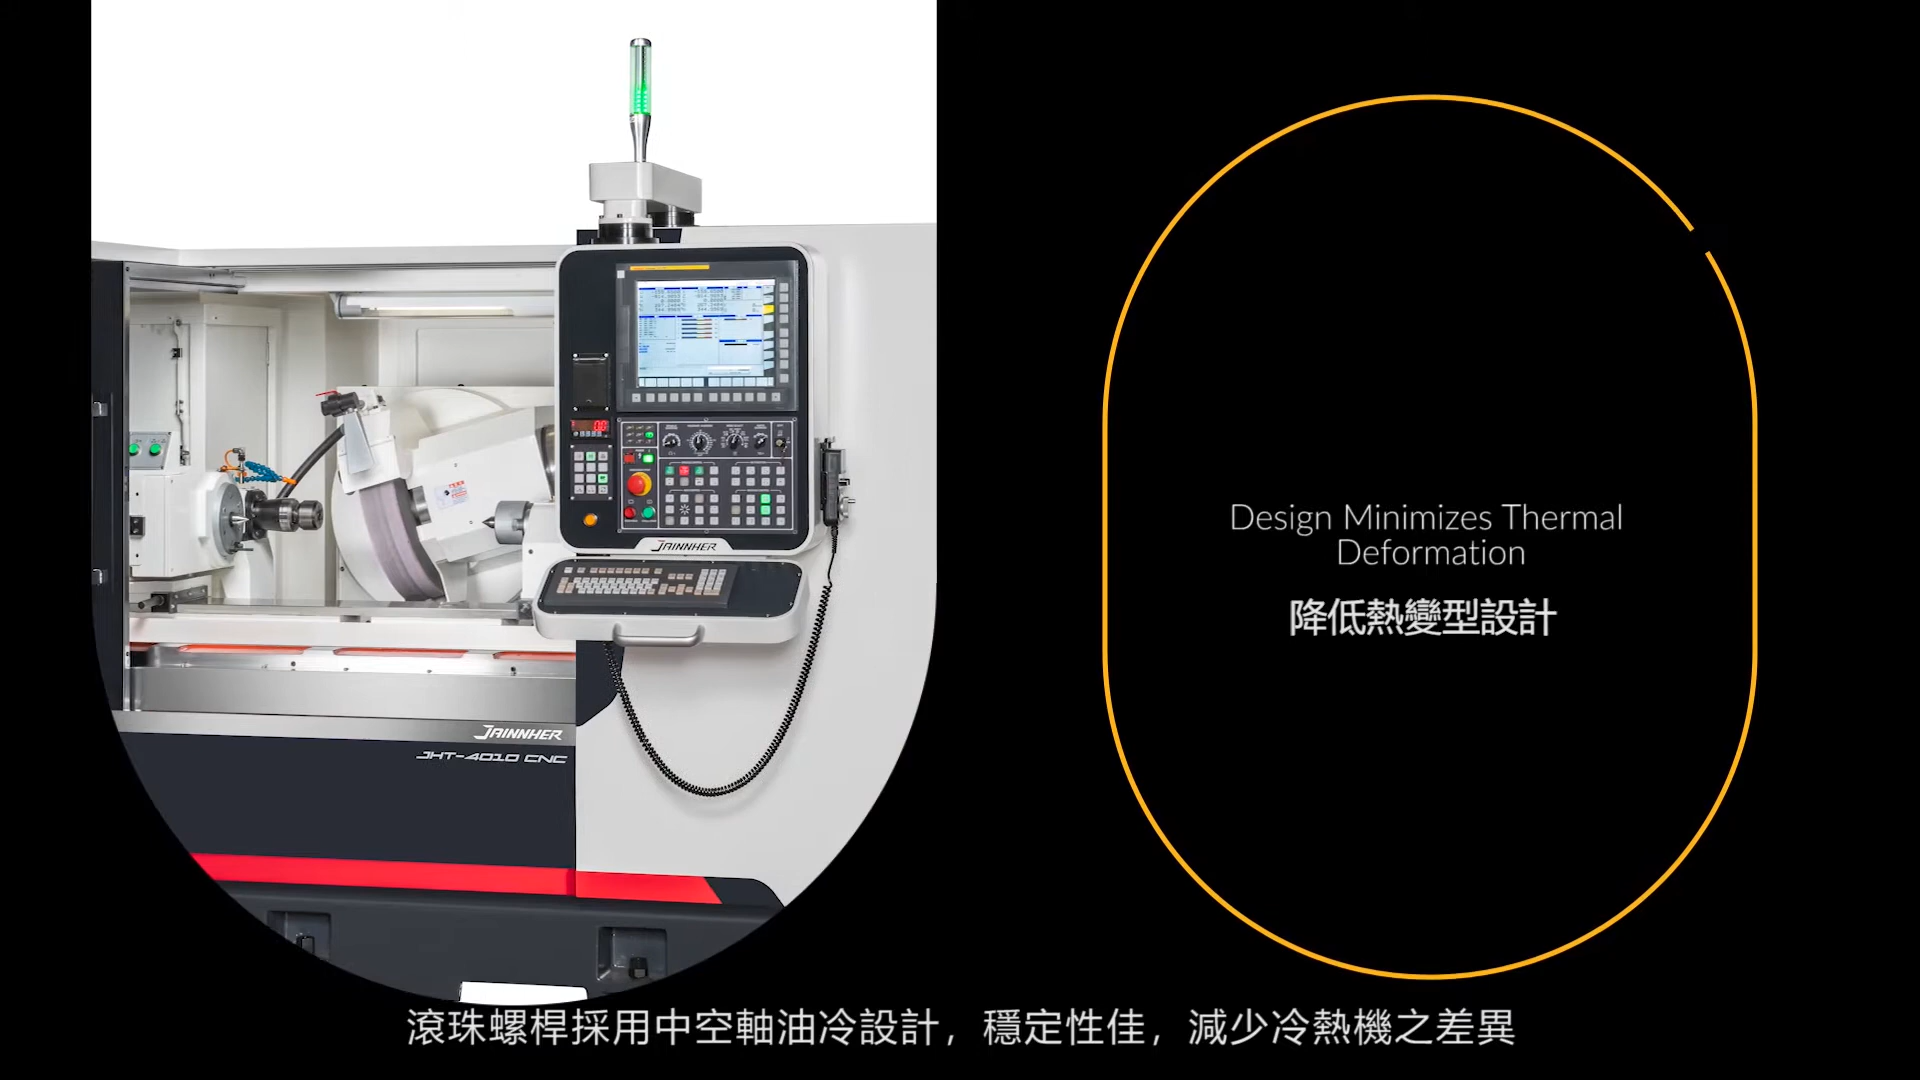 JAINNHER
JAINNHER
JHT-4010 CNC
Design Minimizes Thermal
Deformation
降低熱變型設計
滾珠螺桿採用中空軸油冷設計，穩定性佳，減少冷熱機之差異